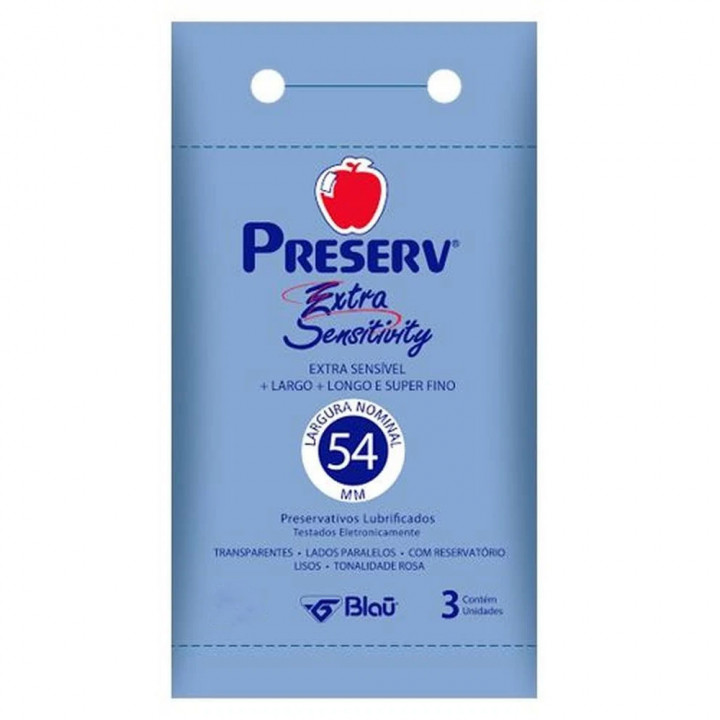 PRESERV®
Extra
Sensitivity
EXTRA SENSÍVEL
+ LARGO + LONGO E SUPER FINO
LARGURA NOMINAL
54
MM
Preservativos Lubrificados
Testados Eletronicamente
TRANSPARENTES • LADOS PARALELOS • COM RESERVATÓRIO
LISOS • TONALIDADE ROSA
Blaū
3 Contém
Unidades